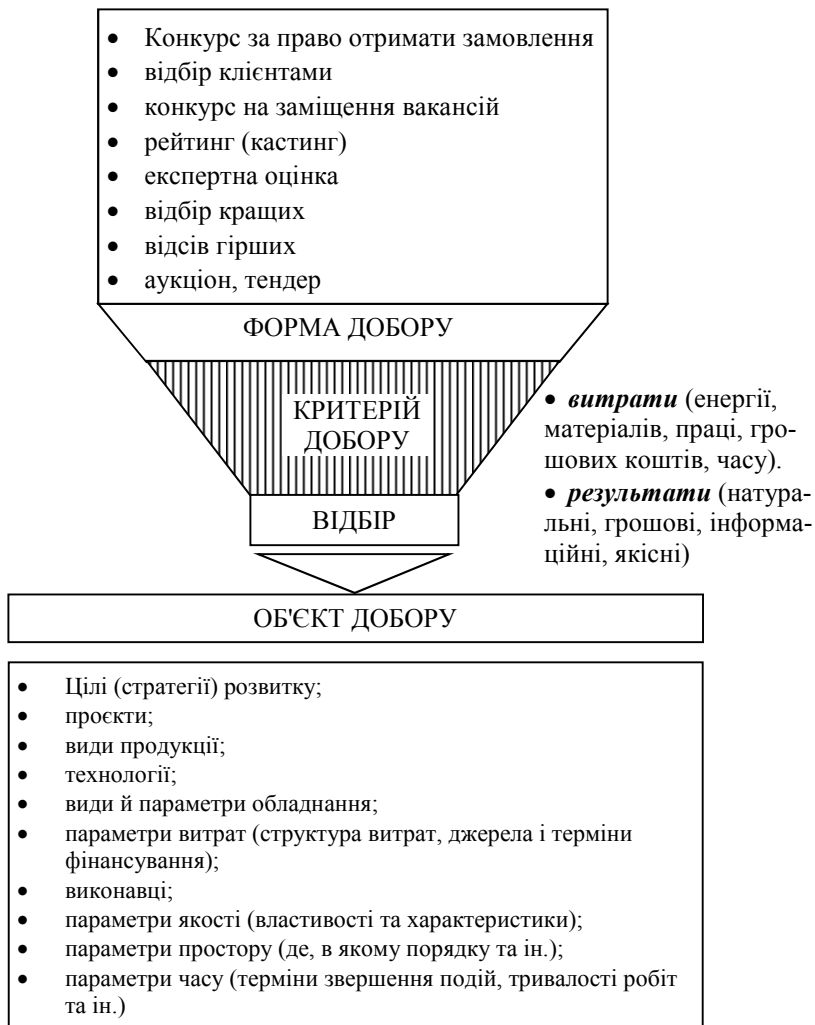 • Конкурс за право отримати замовлення
• відбір клієнтами
• конкурс на заміщення вакансій
• рейтинг (кастинг)
• експертна оцінка
• відбір кращих
• відсів гірших
• аукціон, тендер
ФОРМА ДОБОРУ
КРИТЕРІЙ
ДОБОРУ
• витрати (енергії,
матеріалів, праці, гро-
шових коштів, часу).
• результати (натура-
льні, грошові, інформа-
ційні, якісні)
ВІДБІР
ОБ'ЄКТ ДОБОРУ
• Цілі (стратегії) розвитку;
• проєкти;
• види продукції;
• технології;
• види й параметри обладнання;
• параметри витрат (структура витрат, джерела і терміни
фінансування);
• виконавці;
• параметри якості (властивості та характеристики);
• параметри простору (де, в якому порядку та ін.);
• параметри часу (терміни звершення подій, тривалості робіт
та ін.)